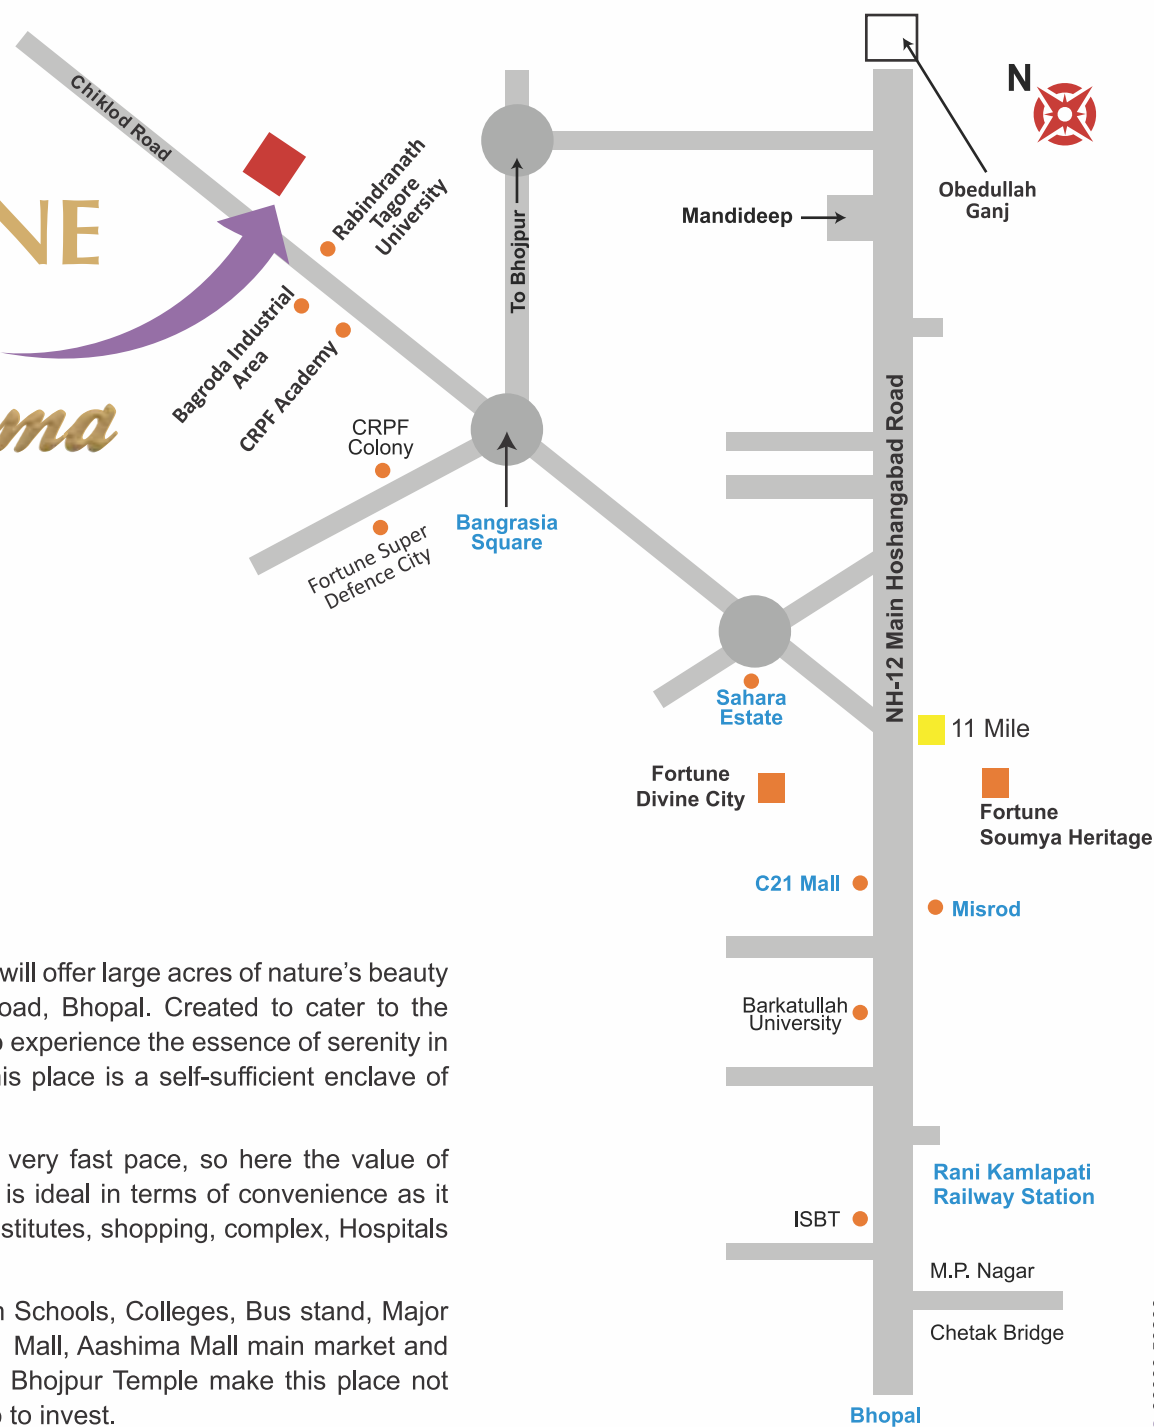 Chiklod Road
NE
ma
Rabindranath
Tagore
University
Bagroda Industrial
Area
CRPF Academy
To Bhojpur
Mandideep
Obedullah
Ganj
N
CRPF
Colony
Fortune Super
Defence City
Bangrasia
Square
NH-12 Main Hoshangabad Road
Sahara
Estate
11 Mile
Fortune
Divine City
Fortune
Soumya Heritage
C21 Mall
Misrod
Barkatullah
University
Rani Kamlapati
Railway Station
ISBT
M.P. Nagar
Chetak Bridge
Bhopal
will offer large acres of nature’s beauty
oad, Bhopal. Created to cater to the
o experience the essence of serenity in
his place is a self-sufficient enclave of
very fast pace, so here the value of
is ideal in terms of convenience as it
stitutes, shopping, complex, Hospitals
n Schools, Colleges, Bus stand, Major
Mall, Aashima Mall main market and
Bhojpur Temple make this place not
o to invest.